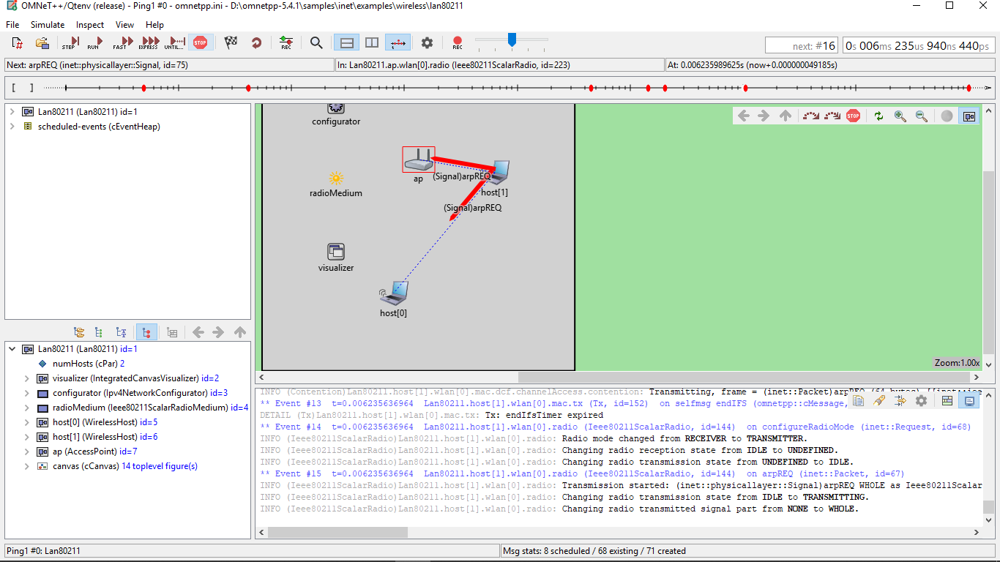 OMNeT++/Qtenv (release) - Ping1 #0 - omnetpp.ini - D:\omnetpp-5.4.1\samples\inet\examples\wireless\lan80211
File Simulate Inspect View Help
STEP RUN FAST EXPRESS UNTIL... STOP REC REC next: #16 0s 006ms 235us 940ns 440ps
Next: arpREQ (inet::physicallayer::Signal, id=75) In: Lan80211.ap.wlan[0].radio (Ieee80211ScalarRadio, id=223) At: 0.006235989625s (now+0.000000049185s)
[ ]
Lan80211 (Lan80211) id=1
scheduled-events (cEventHeap)
configurator
STOP
ap
(Signal)arpREQ
host[1]
radioMedium
(Signal)arpREQ
visualizer
host[0]
Zoom:1.00x
Lan80211 (Lan80211) id=1
numHosts (cPar) 2
visualizer (IntegratedCanvasVisualizer) id=2
configurator (Ipv4NetworkConfigurator) id=3
radioMedium (Ieee80211ScalarRadioMedium) id=4
host[0] (WirelessHost) id=5
host[1] (WirelessHost) id=6
ap (AccessPoint) id=7
canvas (cCanvas) 14 toplevel figure(s)
INFO (Contention)Lan80211.host[1].wlan[0].mac.dcf.channelAccess.contention: Transmitting, frame = (inet::Packet)arpREQ (64 bytes)
** Event #13 t=0.006235636964 Lan80211.host[1].wlan[0].mac.tx (Tx, id=152) on selfmsg endIFS (omnetpp::cMessage,
DETAIL (Tx)Lan80211.host[1].wlan[0].mac.tx: Tx: endIfsTimer expired
** Event #14 t=0.006235636964 Lan80211.host[1].wlan[0].radio (Ieee80211ScalarRadio, id=144) on configureRadioMode (inet::Request, id=68)
INFO (Ieee80211ScalarRadio)Lan80211.host[1].wlan[0].radio: Radio mode changed from RECEIVER to TRANSMITTER.
INFO (Ieee80211ScalarRadio)Lan80211.host[1].wlan[0].radio: Changing radio reception state from IDLE to UNDEFINED.
INFO (Ieee80211ScalarRadio)Lan80211.host[1].wlan[0].radio: Changing radio transmission state from UNDEFINED to IDLE.
** Event #15 t=0.006235636964 Lan80211.host[1].wlan[0].radio (Ieee80211ScalarRadio, id=144) on arpREQ (inet::Packet, id=67)
INFO (Ieee80211ScalarRadio)Lan80211.host[1].wlan[0].radio: Transmission started: (inet::physicallayer::Signal)arpREQ WHOLE as Ieee80211Scalar
INFO (Ieee80211ScalarRadio)Lan80211.host[1].wlan[0].radio: Changing radio transmission state from IDLE to TRANSMITTING.
INFO (Ieee80211ScalarRadio)Lan80211.host[1].wlan[0].radio: Changing radio transmitted signal part from NONE to WHOLE.
Ping1 #0: Lan80211 Msg stats: 8 scheduled / 68 existing / 71 created